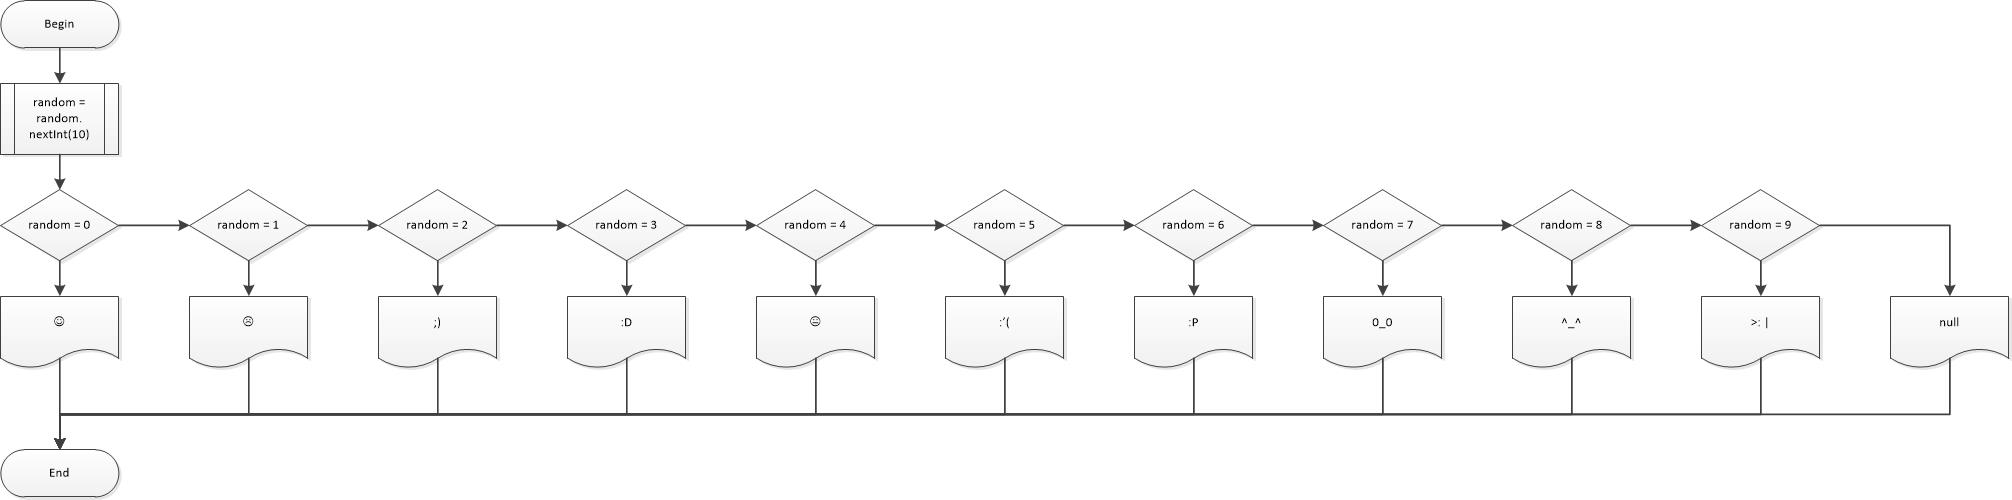 Begin
random =
random.
nextInt(10)
random = 0
random = 1
random = 2
random = 3
random = 4
random = 5
random = 6
random = 7
random = 8
random = 9
☺
☹
;)
:D
😐
:’(
:P
0_0
^_^
>: |
null
End